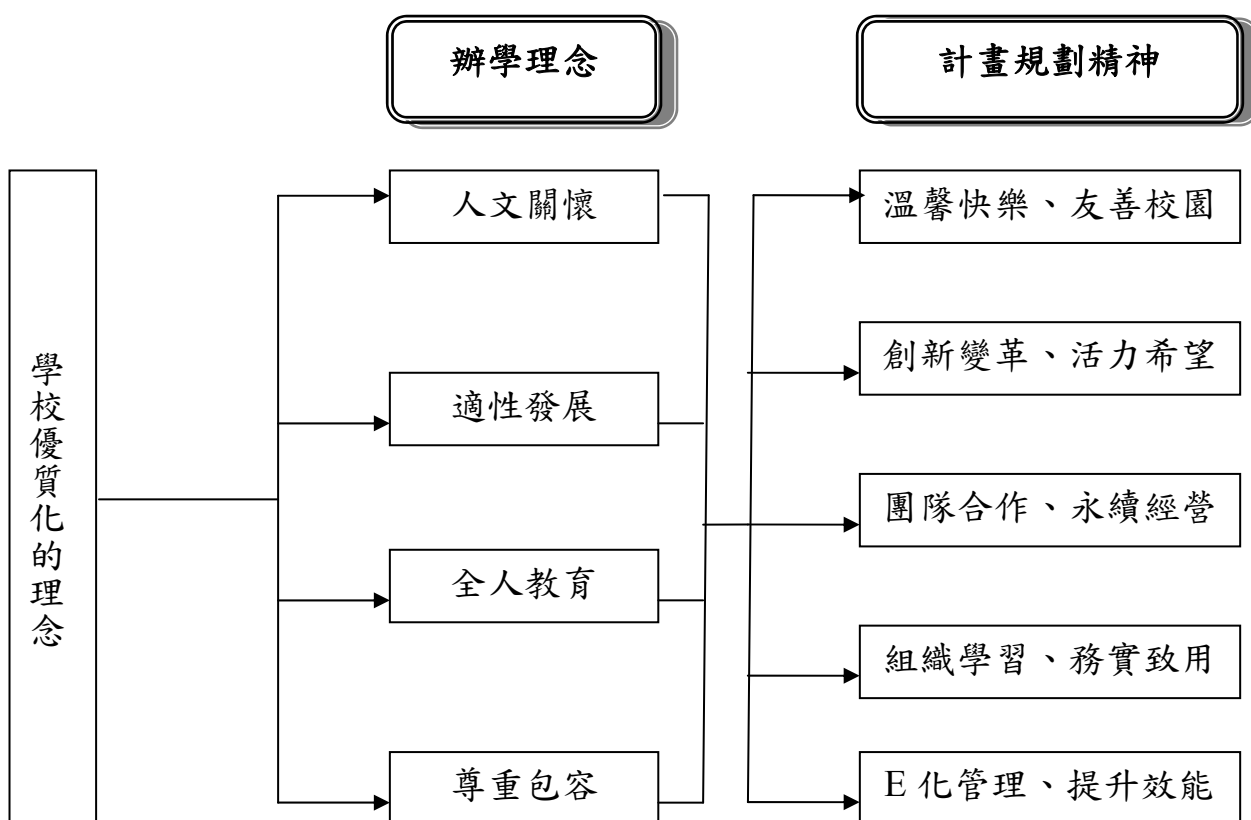 辦學理念
計畫規劃精神
學校優質化的理念
人文關懷
適性發展
全人教育
尊重包容
溫馨快樂、友善校園
創新變革、活力希望
團隊合作、永續經營
組織學習、務實致用
E化管理、提升效能